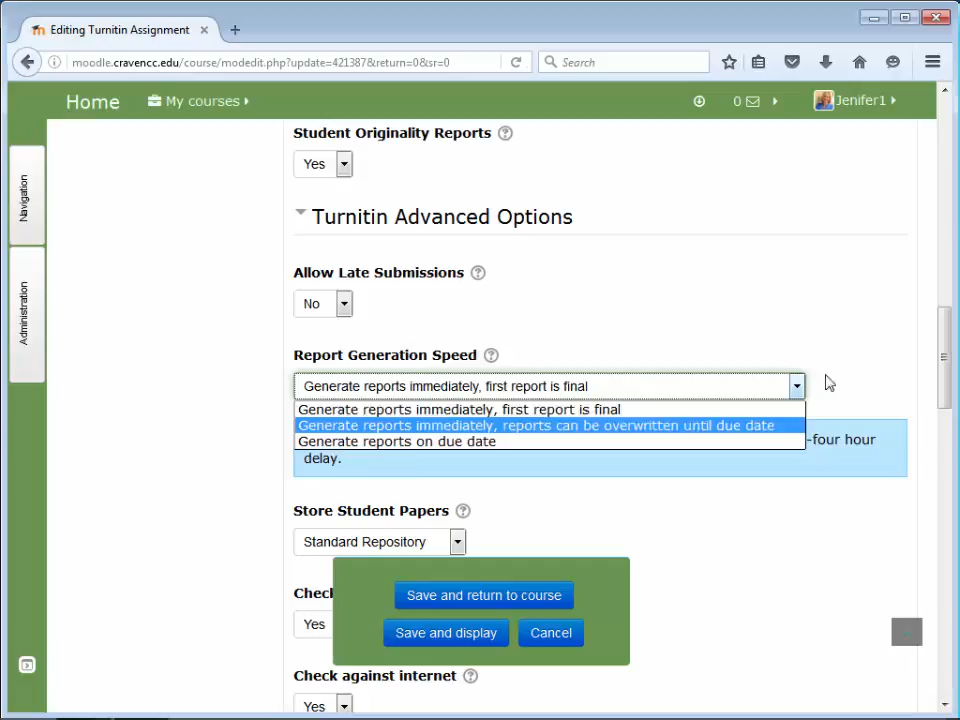 Editing Turnitin Assignment
moodle.cravencc.edu/course/modedit.php?update=421387&return=0&sr=0
Search
Home
My courses
0
Jenifer1
Navigation
Administration
Student Originality Reports
Yes
Turnitin Advanced Options
Allow Late Submissions
No
Report Generation Speed
Generate reports immediately, first report is final
Generate reports immediately, first report is final
Generate reports immediately, reports can be overwritten until due date
Generate reports on due date
-four hour
delay.
Store Student Papers
Standard Repository
Check
Yes
Save and return to course
Save and display
Cancel
Check against internet
Yes